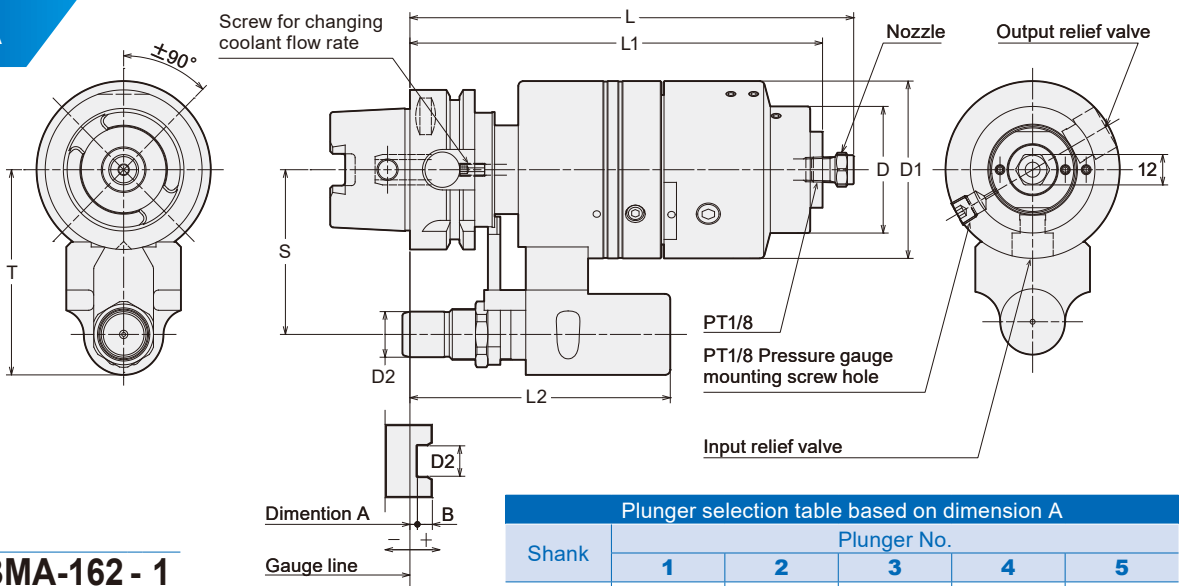 Screw for changing
coolant flow rate
±90°
L
L1
Nozzle
Output relief valve
D
D1
12
T
S
D2
L2
PT1/8
PT1/8 Pressure gauge
mounting screw hole
Input relief valve
D2
Dimention A
B
− +
Gauge line
MA-162 - 1
Plunger selection table based on dimension A
Shank
Plunger No.
1 2 3 4 5